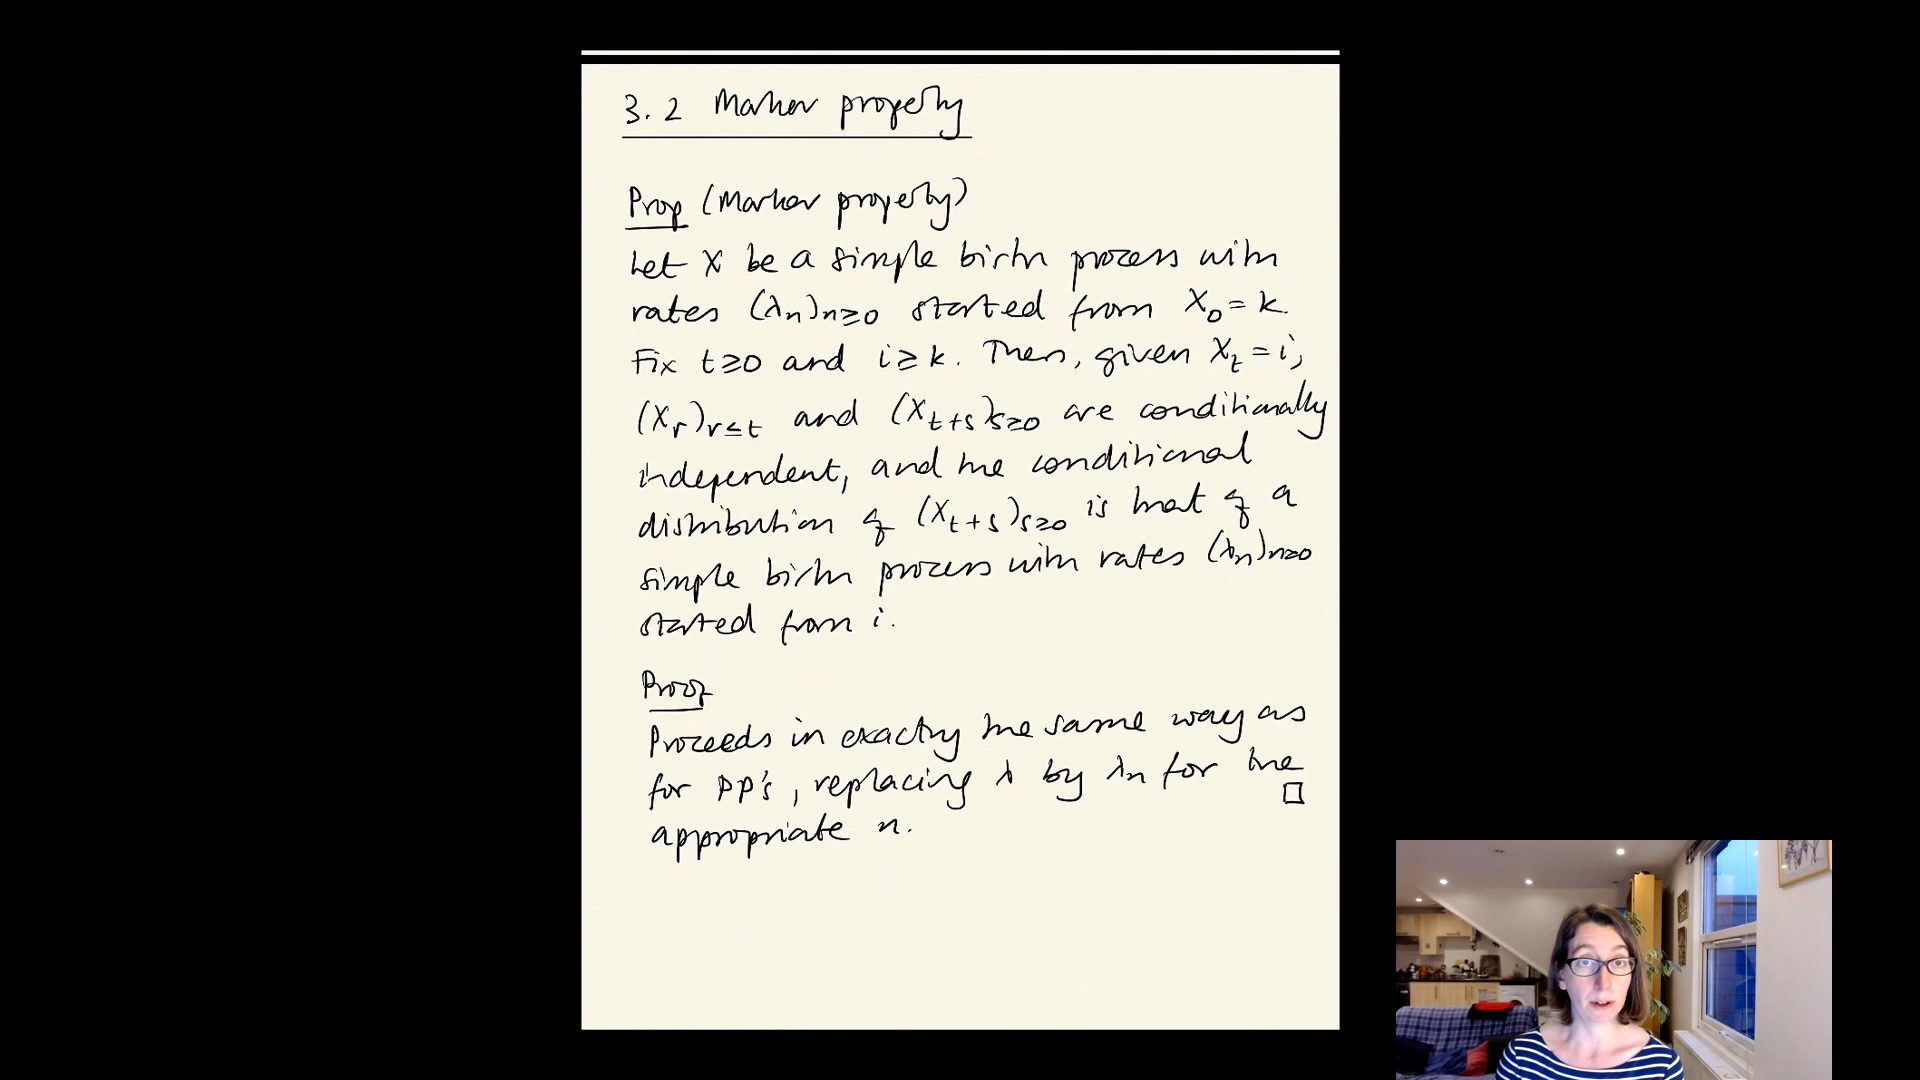 3.2 Markov property
Prop (Markov property)
Let X be a simple birth process with
rates (λn)n≥0 started from X0 = k.
Fix t≥0 and i≥k. Then, given Xt = i,
(Xr)r≤t and (Xt+s)s≥0 are conditionally
independent, and the conditional
distribution of (Xt+s)s≥0 is that of a
simple birth process with rates (λn)n≥0
started from i.
Proof
Proceeds in exactly the same way as
for PP's, replacing λ by λn for the
appropriate n. □